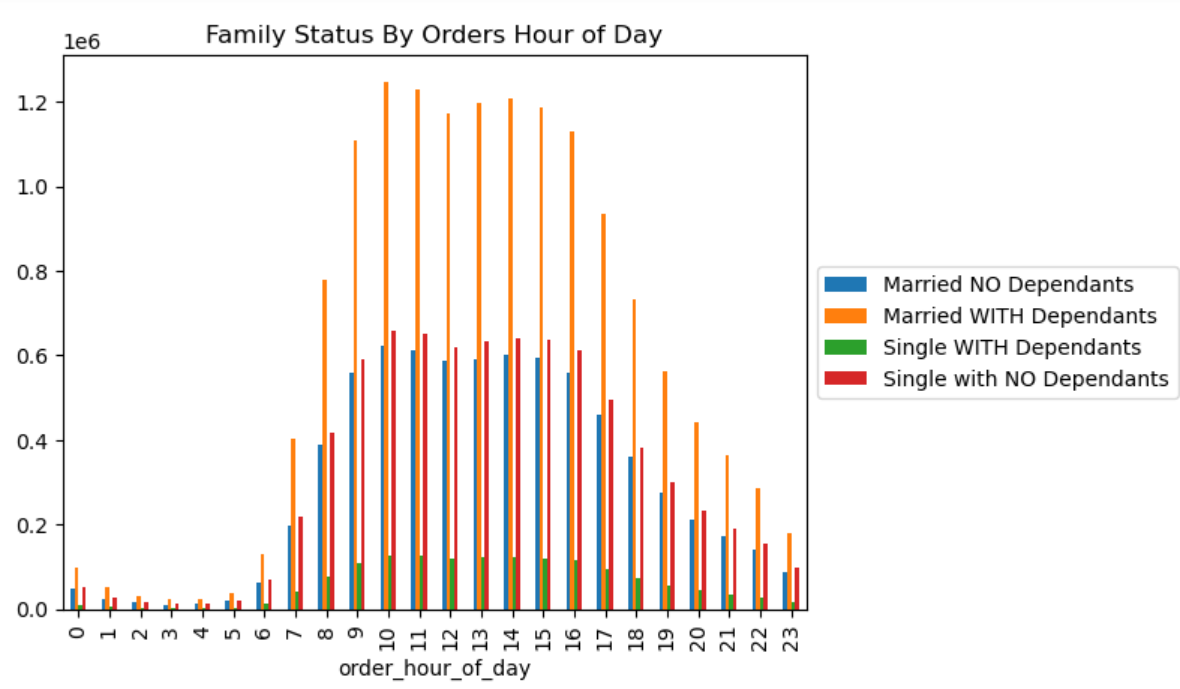 Family Status By Orders Hour of Day
1e6
1.2
1.0
0.8
0.6
0.4
0.2
0.0
0 1 2 3 4 5 6 7 8 9 10 11 12 13 14 15 16 17 18 19 20 21 22 23
order_hour_of_day
Married NO Dependants
Married WITH Dependants
Single WITH Dependants
Single with NO Dependants